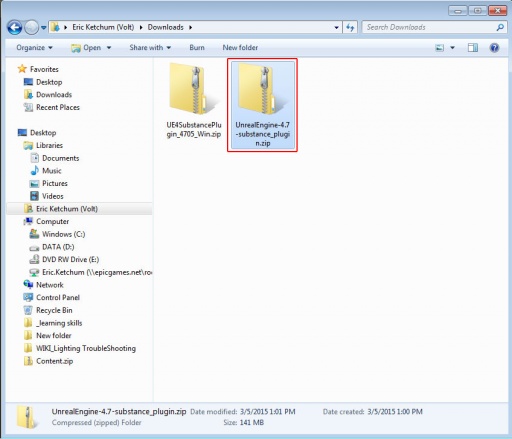 Eric Ketchum (Volt) Downloads
Search Downloads
Organize Open Share with Burn New folder
Favorites
Desktop
Downloads
Recent Places
Desktop
Libraries
Documents
Music
Pictures
Videos
Eric Ketchum (Volt)
Computer
Windows (C:)
DATA (D:)
DVD RW Drive (E:)
Eric.Ketchum (\\epicgames.net\ro
Network
Control Panel
Recycle Bin
_learning skills
New folder
WIKI_Lighting TroubleShooting
Content.zip
UE4SubstancePlu
gin_4705_Win.zip
UnrealEngine-4.7
-substance_plugi
n.zip
UnrealEngine-4.7-substance_plugin.zip Date modified: 3/5/2015 1:01 PM Date created: 3/5/2015 1:00 PM
Compressed (zipped) Folder Size: 141 MB